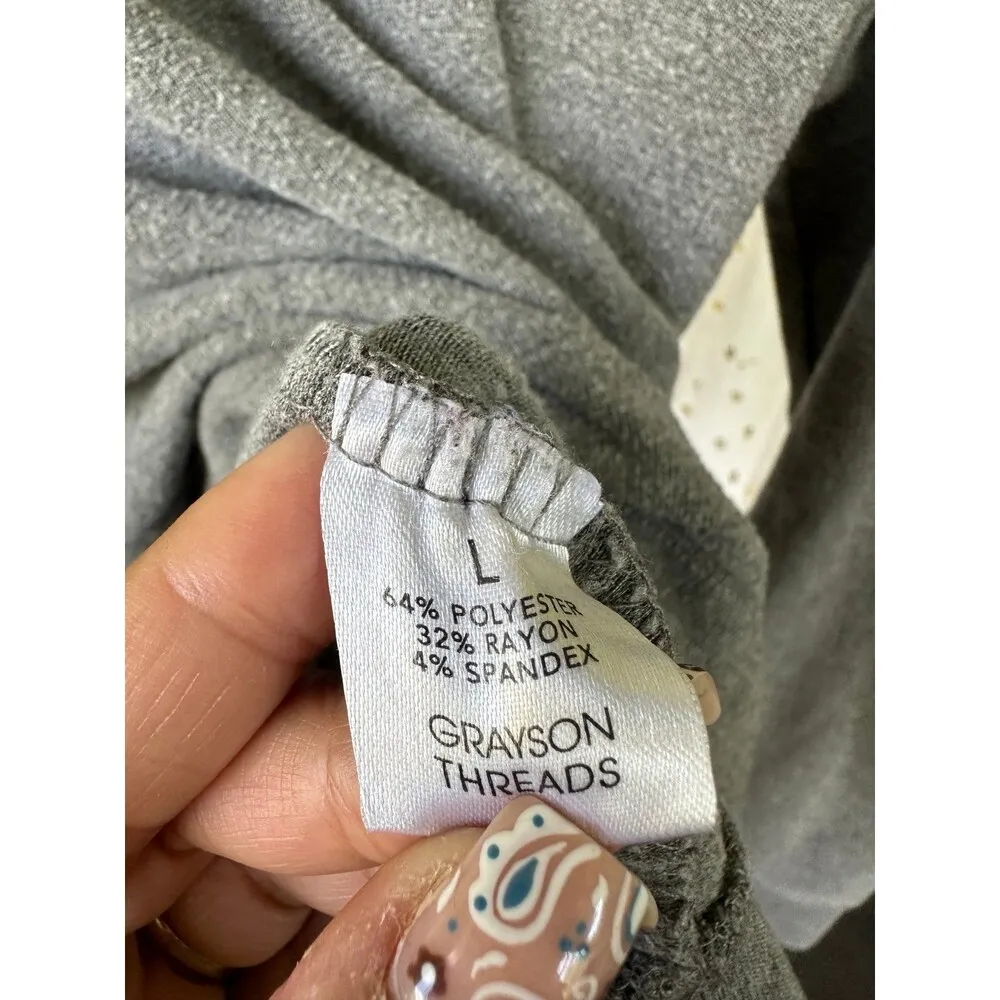 L
64% POLYESTER
32% RAYON
4% SPANDEX
GRAYSON
THREADS